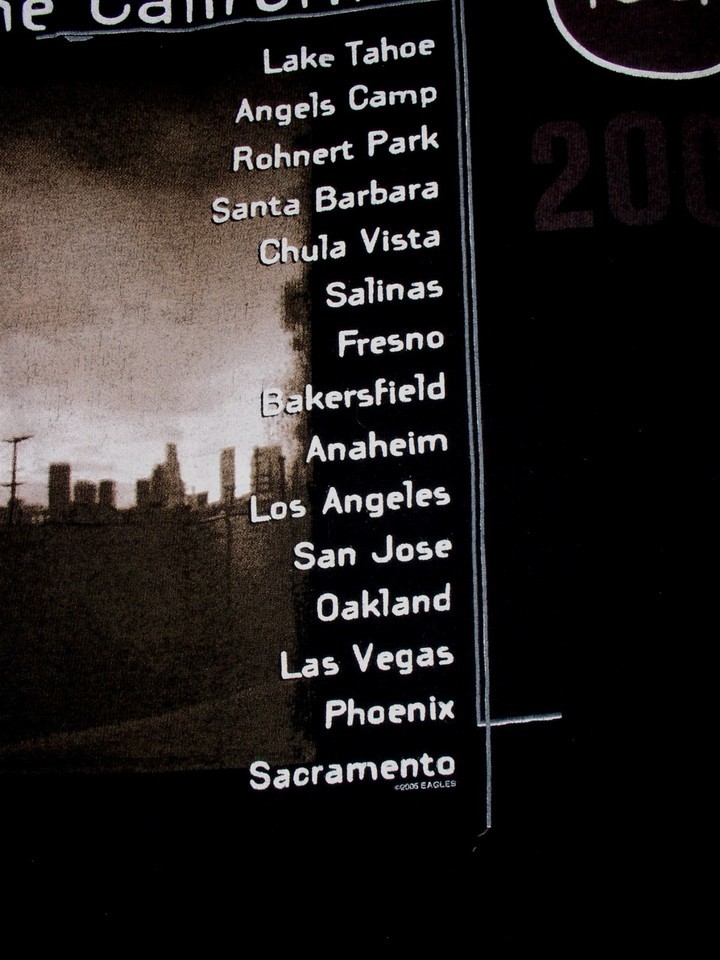 Lake Tahoe
Angels Camp
Rohnert Park
Santa Barbara
Chula Vista
Salinas
Fresno
Bakersfield
Anaheim
Los Angeles
San Jose
Oakland
Las Vegas
Phoenix
Sacramento
©2005 EAGLES